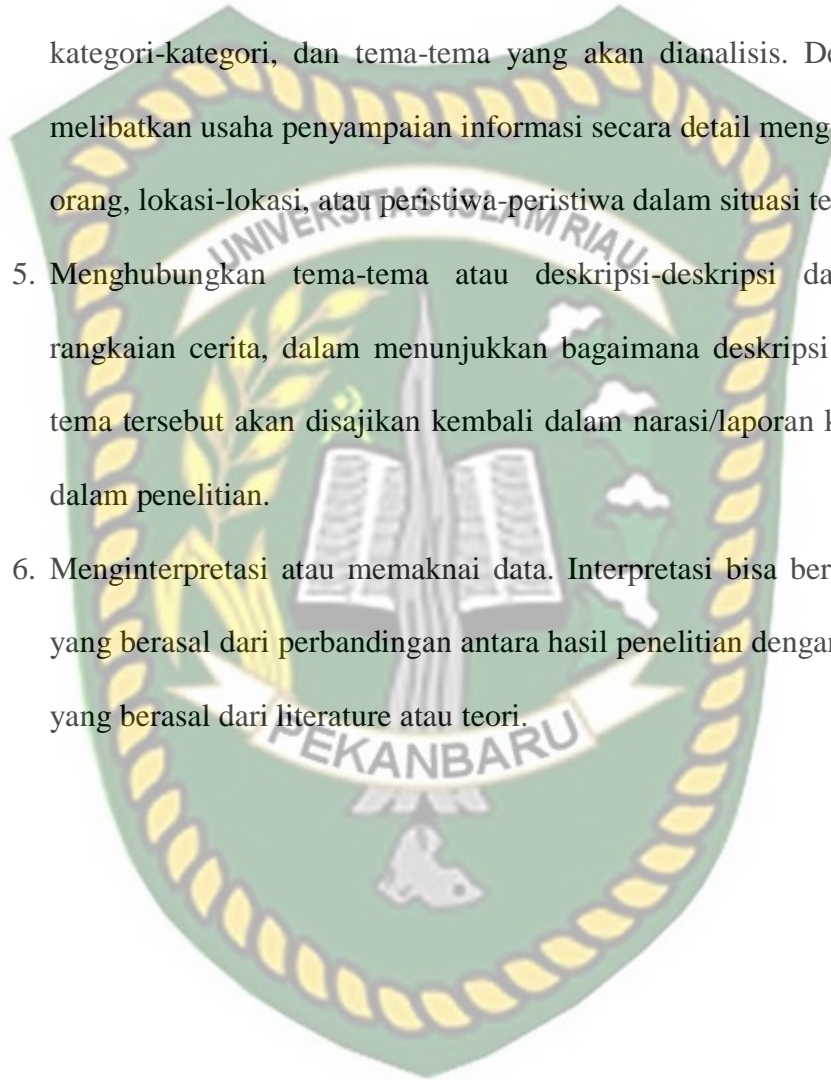 kategori-kategori, dan tema-tema yang akan dianalisis. De
melibatkan usaha penyampaian informasi secara detail meng
orang, lokasi-lokasi, atau peristiwa-peristiwa dalam situasi te
UNIVERSITAS ISLAM RIAU
5. Menghubungkan tema-tema atau deskripsi-deskripsi da
rangkaian cerita, dalam menunjukkan bagaimana deskripsi
tema tersebut akan disajikan kembali dalam narasi/laporan k
dalam penelitian.
6. Menginterpretasi atau memaknai data. Interpretasi bisa ber
yang berasal dari perbandingan antara hasil penelitian dengan
yang berasal dari literature atau teori.
PEKANBARU